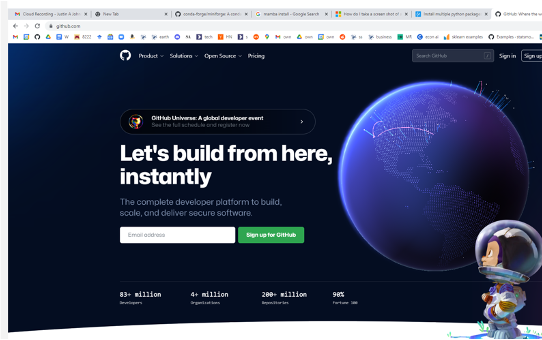 Cloud Recording - Justin A John
New Tab
conda-forge/miniforge: A conc
mamba install - Google Search
How do I take a screen shot of
Install multiple python package
GitHub: Where the w
github.com
Product
Solutions
Open Source
Pricing
Search GitHub
/
Sign in
Sign up
GitHub Universe: A global developer event
See the full schedule and register now
Let's build from here,
instantly
The complete developer platform to build,
scale, and deliver secure software.
Email address
Sign up for GitHub
83+ million
4+ million
200+ million
90%
Developers
Organizations
Repositories
Fortune 100